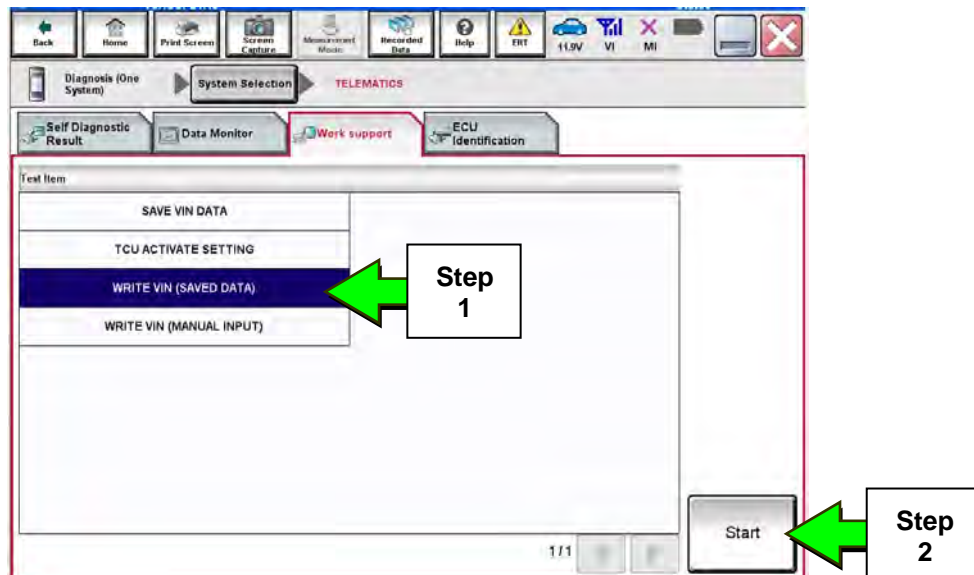 Back
Home
Print Screen
Screen
Capture
Measurement
Mode
Recorded
Data
Help
ERT
11.9V
VI
MI
Diagnosis (One
System)
System Selection
TELEMATICS
Self Diagnostic
Result
Data Monitor
Work support
ECU
Identification
Test Item
SAVE VIN DATA
TCU ACTIVATE SETTING
WRITE VIN (SAVED DATA)
WRITE VIN (MANUAL INPUT)
Step
1
Start
Step
2
1/1